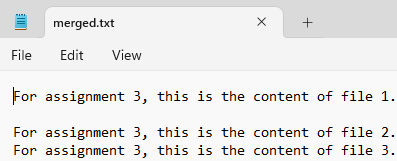 merged.txt
File Edit View
For assignment 3, this is the content of file 1.
For assignment 3, this is the content of file 2.
For assignment 3, this is the content of file 3.